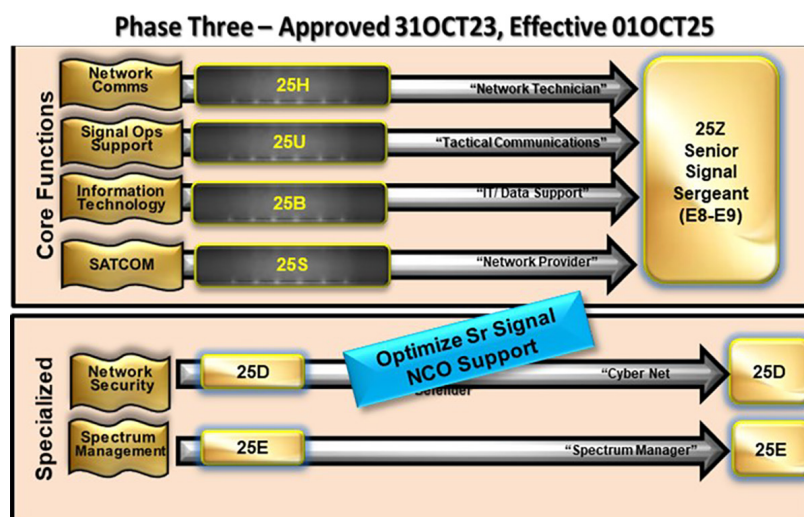 Phase Three – Approved 31OCT23, Effective 01OCT25
Core Functions
Network
Comms
25H
“Network Technician”
Signal Ops
Support
25U
“Tactical Communications”
Information
Technology
25B
“IT/ Data Support”
SATCOM
25S
“Network Provider”
25Z
Senior
Signal
Sergeant
(E8-E9)
Specialized
Optimize Sr Signal
NCO Support
Network
Security
25D
“Cyber Net
Defender
25D
Spectrum
Management
25E
“Spectrum Manager”
25E